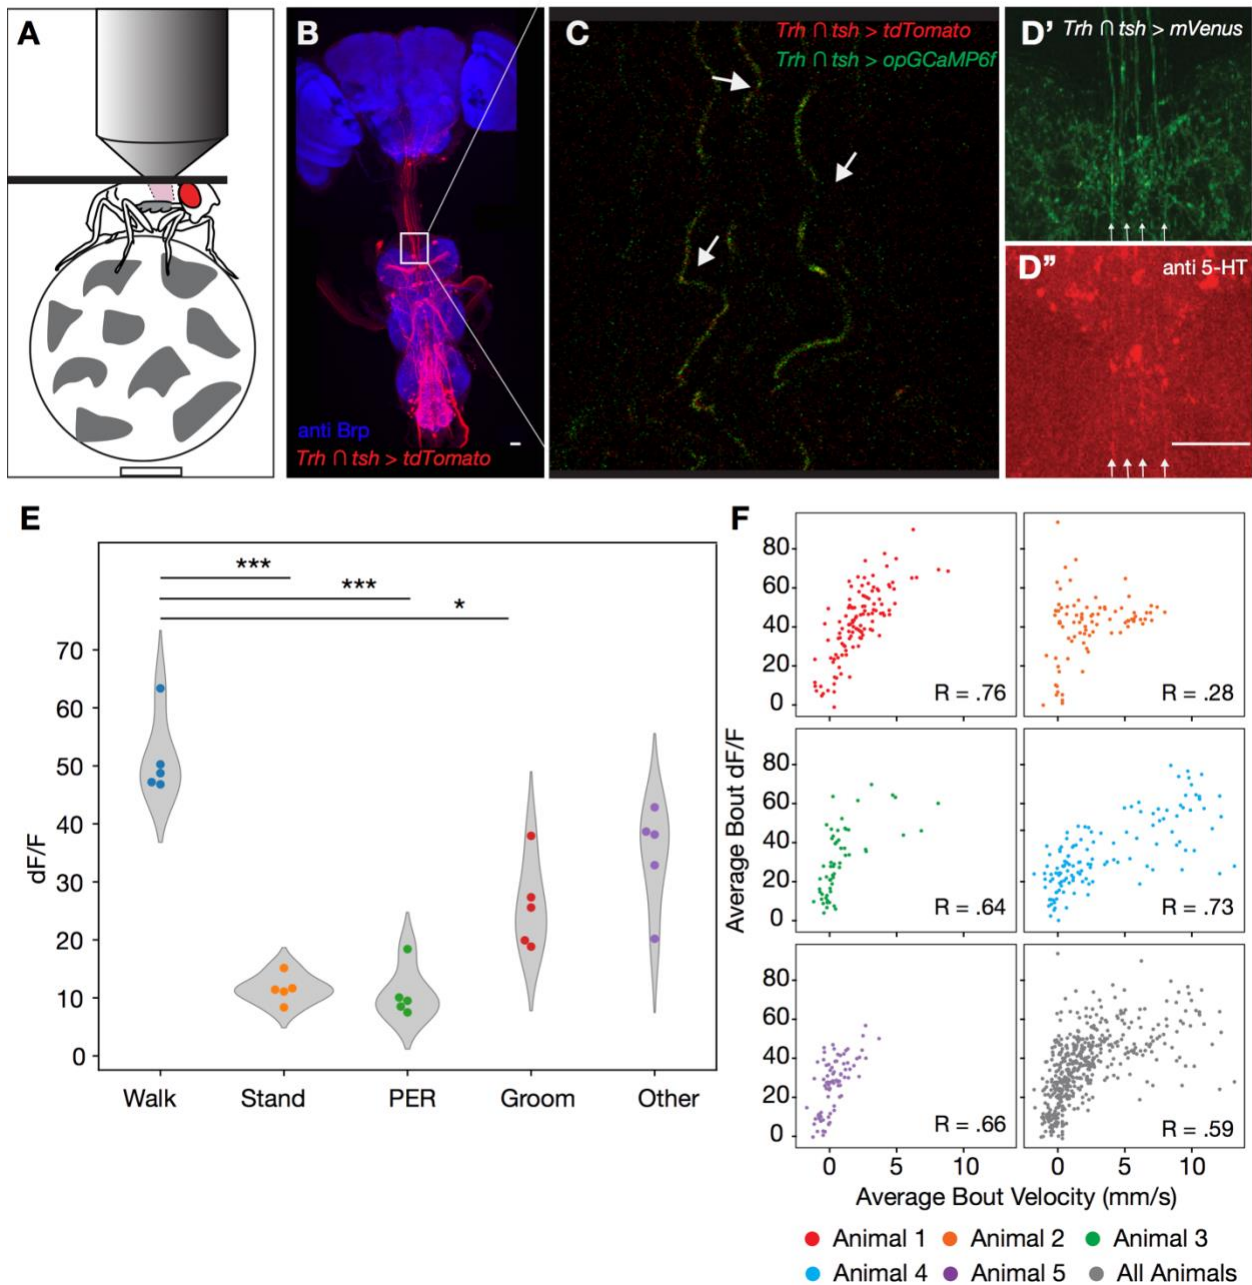 A
B
anti Brp
Trh ∩ tsh > tdTomato
C
Trh ∩ tsh > tdTomato
Trh ∩ tsh > opGCaMP6f
D’ Trh ∩ tsh > mVenus
D” anti 5-HT
E
***
***
*
dF/F
70
60
50
40
30
20
10
0
Walk Stand PER Groom Other
F
Average Bout dF/F
80
60
40
20
0
R = .76
R = .28
80
60
40
20
0
R = .64
R = .73
80
60
40
20
0
R = .66
R = .59
0 5 10 0 5 10
Average Bout Velocity (mm/s)
Animal 1 Animal 2 Animal 3
Animal 4 Animal 5 All Animals